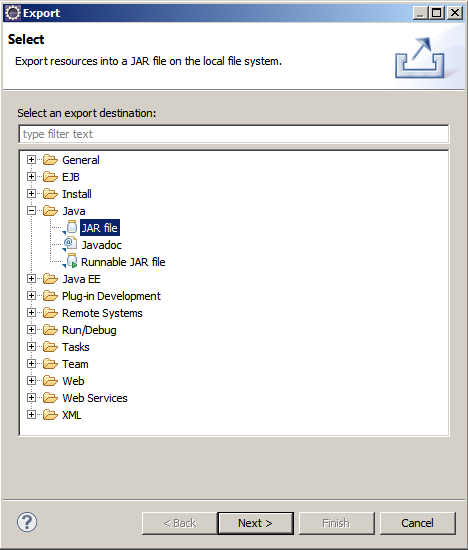 Export
Select
Export resources into a JAR file on the local file system.
Select an export destination:
type filter text
General
EJB
Install
Java
JAR file
Javadoc
Runnable JAR file
Java EE
Plug-in Development
Remote Systems
Run/Debug
Tasks
Team
Web
Web Services
XML
? < Back Next > Finish Cancel